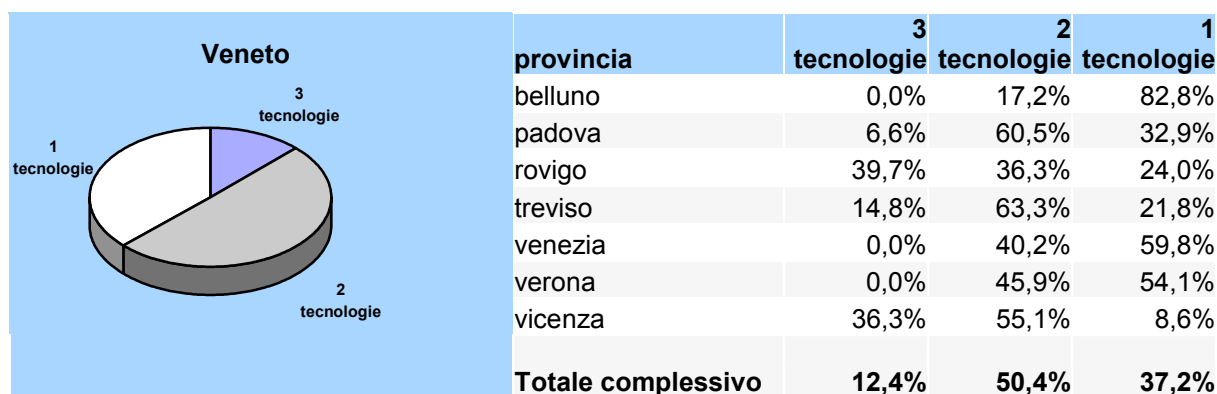 Veneto
3
tecnologie
1
tecnologie
2
tecnologie
provincia 3 tecnologie 2 tecnologie 1 tecnologie
belluno 0,0% 17,2% 82,8%
padova 6,6% 60,5% 32,9%
rovigo 39,7% 36,3% 24,0%
treviso 14,8% 63,3% 21,8%
venezia 0,0% 40,2% 59,8%
verona 0,0% 45,9% 54,1%
vicenza 36,3% 55,1% 8,6%
Totale complessivo 12,4% 50,4% 37,2%